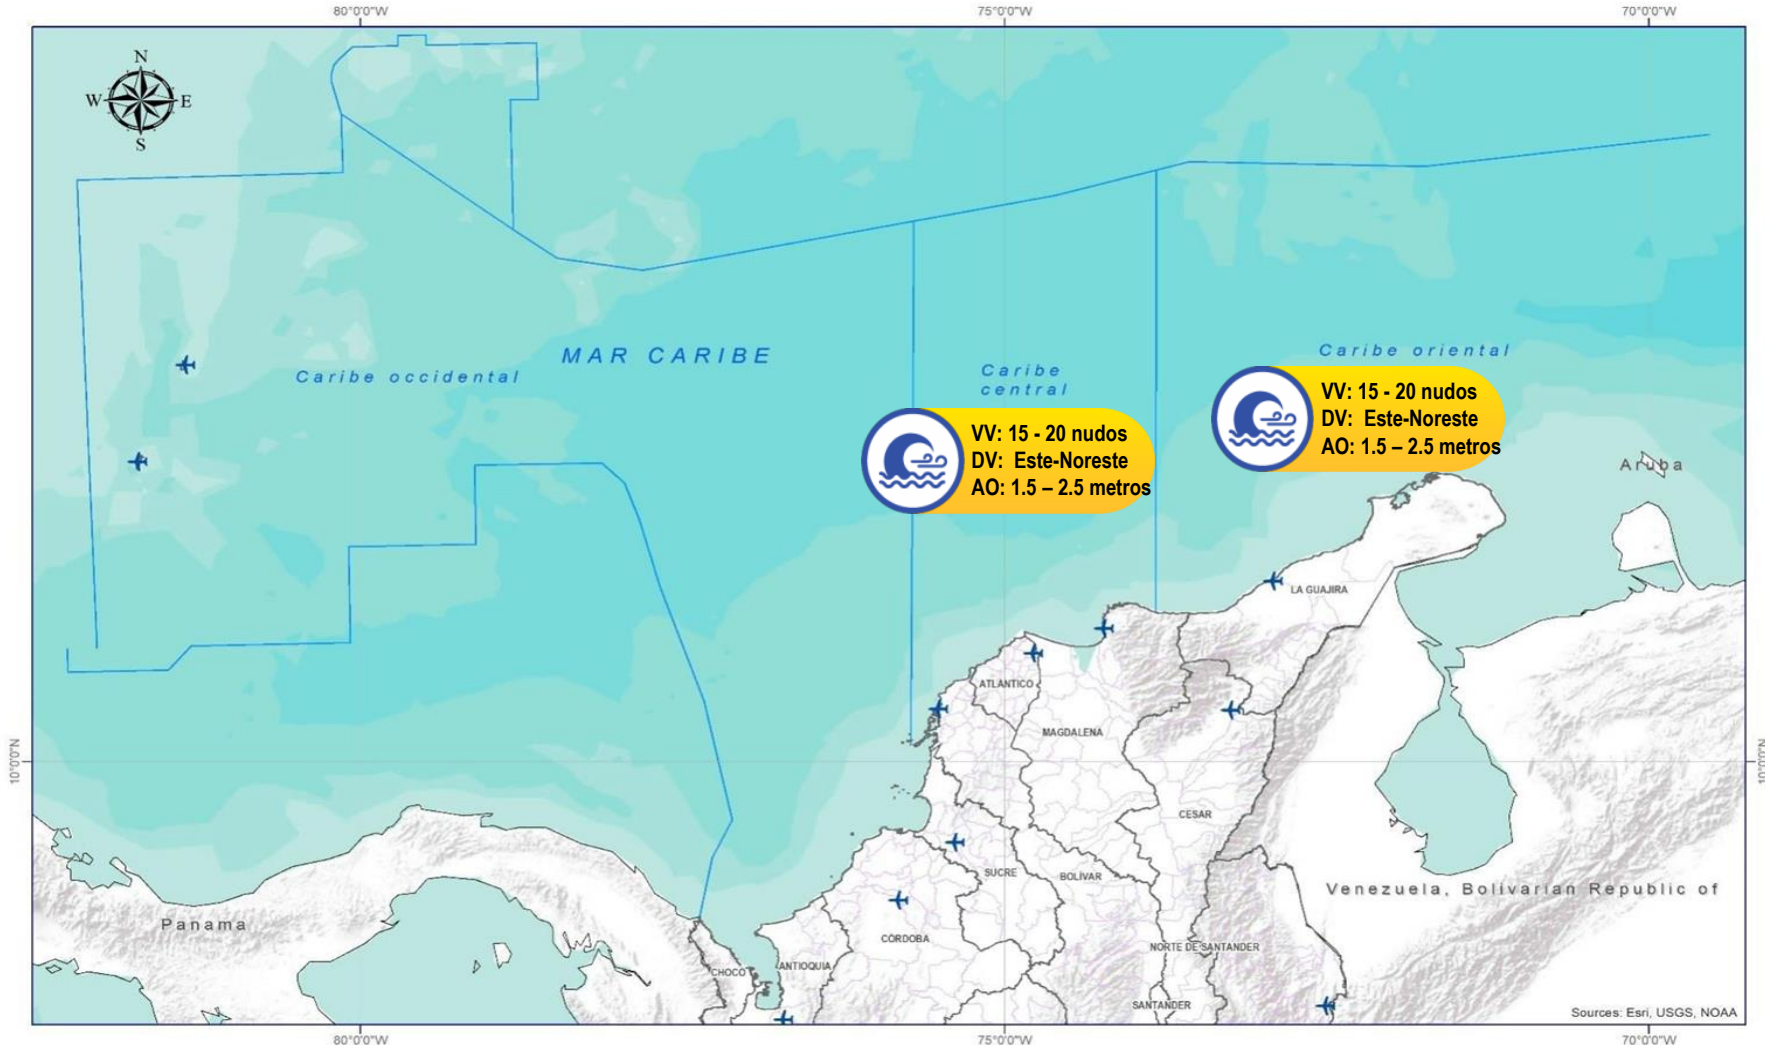 80°0'0"W
75°0'0"W
70°0'0"W
N
W
E
S
MAR CARIBE
Caribe occidental
Caribe
central
Caribe oriental
VV: 15 - 20 nudos
DV: Este-Noreste
AO: 1.5 – 2.5 metros
VV: 15 - 20 nudos
DV: Este-Noreste
AO: 1.5 – 2.5 metros
Aruba
LA GUAJIRA
ATLÁNTICO
MAGDALENA
10°0'0"N
10°0'0"N
CESAR
SUCRE
BOLÍVAR
Venezuela, Bolivarian Republic of
Panama
CÓRDOBA
NORTE DE SANTANDER
CHOCÓ
ANTIOQUIA
SANTANDER
Sources: Esri, USGS, NOAA
80°0'0"W
75°0'0"W
70°0'0"W